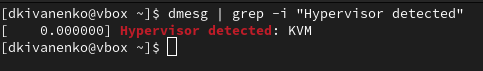 [dkivanenko@vbox ~]$ dmesg | grep -i "Hypervisor detected"
[    0.000000] Hypervisor detected: KVM
[dkivanenko@vbox ~]$